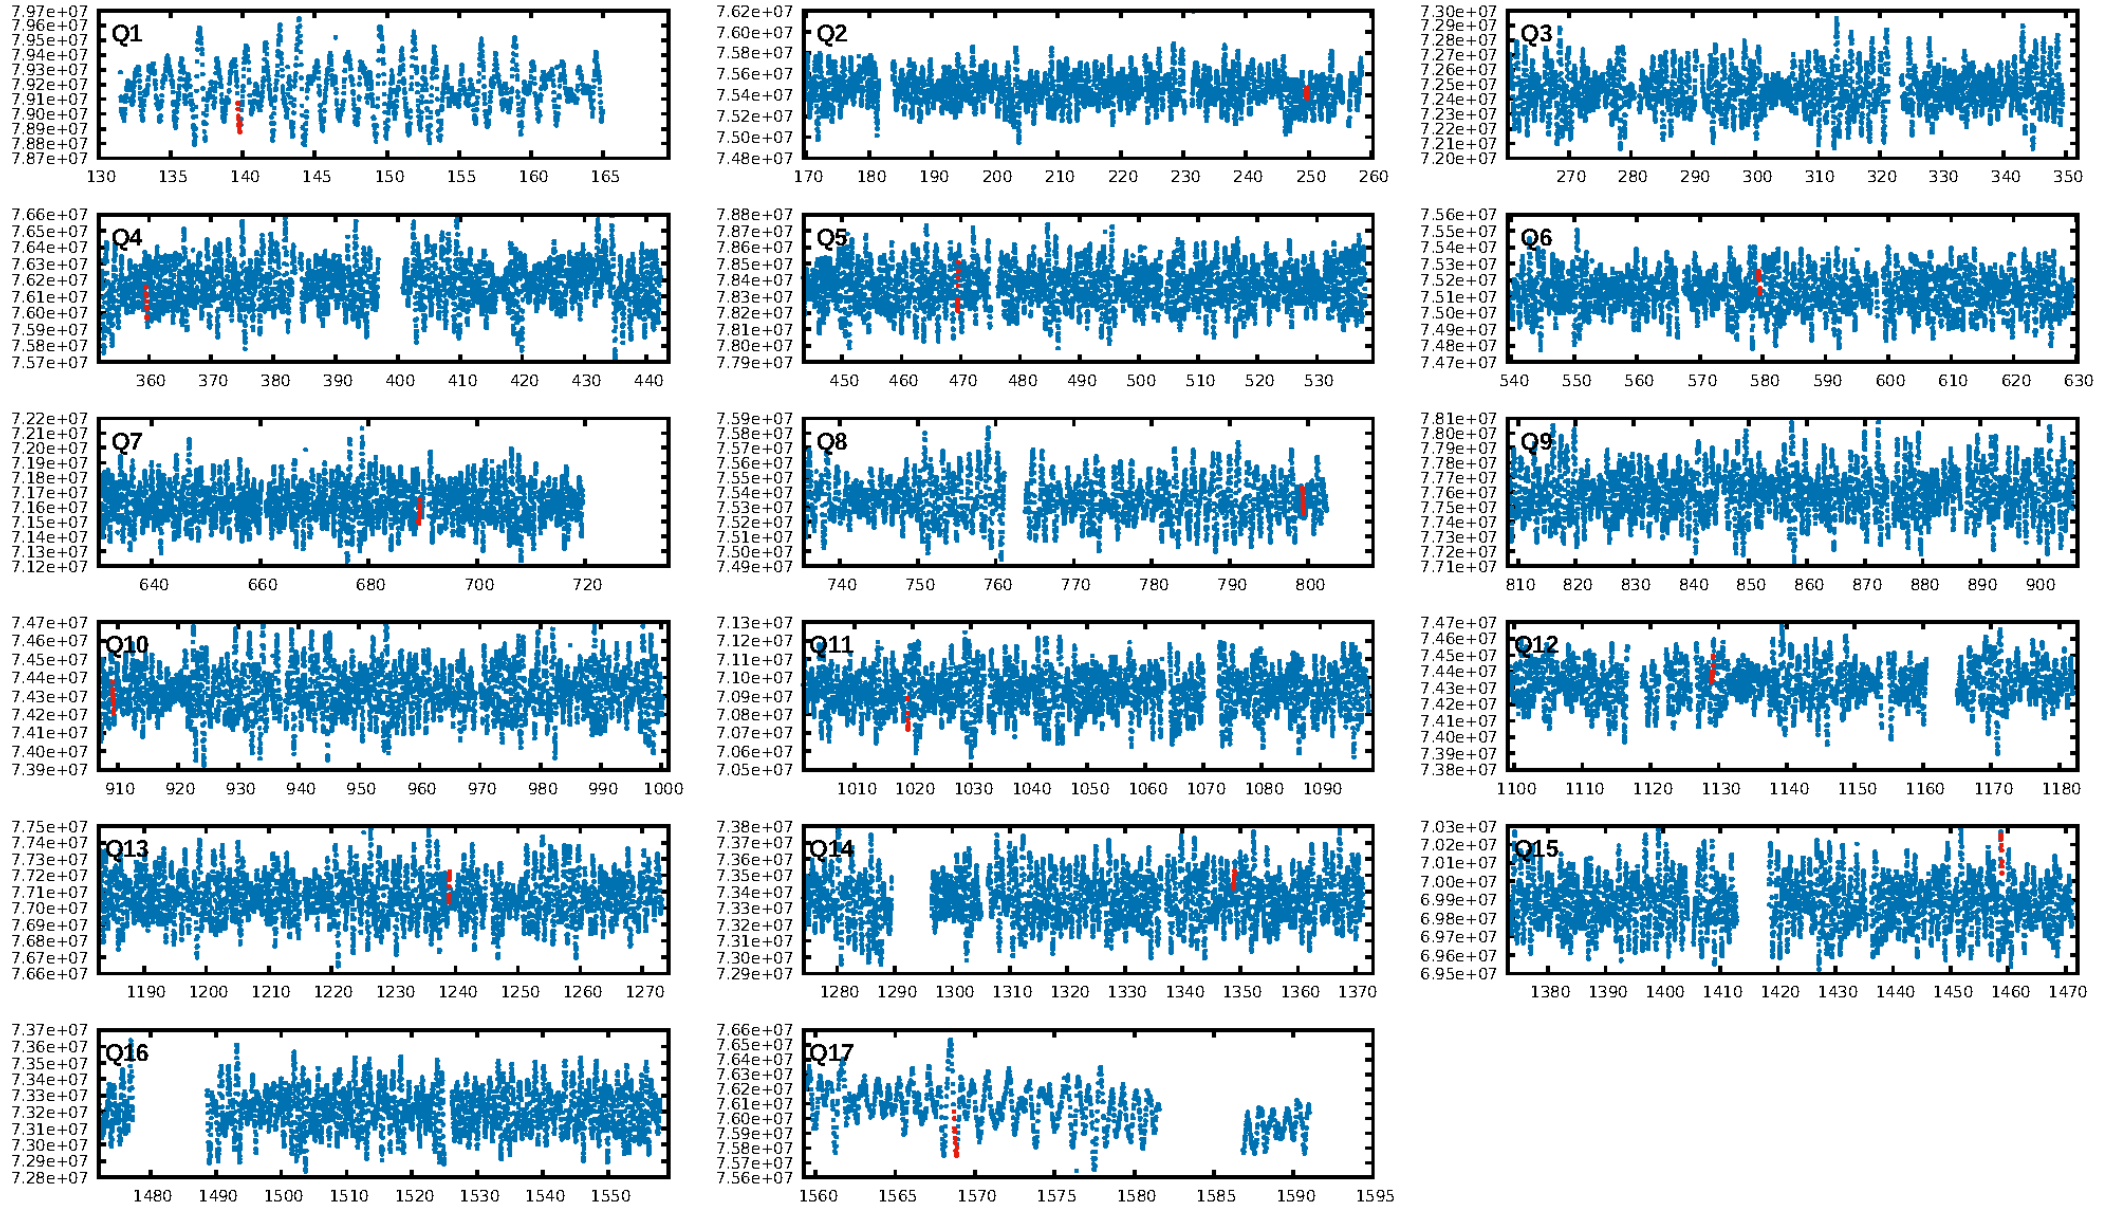 Q1
7.97e+07
7.96e+07
7.95e+07
7.94e+07
7.93e+07
7.92e+07
7.91e+07
7.90e+07
7.89e+07
7.88e+07
7.87e+07
130 135 140 145 150 155 160 165
Q2
7.62e+07
7.60e+07
7.58e+07
7.56e+07
7.54e+07
7.52e+07
7.50e+07
7.48e+07
170 180 190 200 210 220 230 240 250 260
Q3
7.30e+07
7.29e+07
7.28e+07
7.27e+07
7.26e+07
7.25e+07
7.24e+07
7.23e+07
7.22e+07
7.21e+07
7.20e+07
270 280 290 300 310 320 330 340 350
Q4
7.66e+07
7.65e+07
7.64e+07
7.63e+07
7.62e+07
7.61e+07
7.60e+07
7.59e+07
7.58e+07
7.57e+07
360 370 380 390 400 410 420 430 440
Q5
7.88e+07
7.87e+07
7.86e+07
7.85e+07
7.84e+07
7.83e+07
7.82e+07
7.81e+07
7.80e+07
7.79e+07
450 460 470 480 490 500 510 520 530
Q6
7.56e+07
7.55e+07
7.54e+07
7.53e+07
7.52e+07
7.51e+07
7.50e+07
7.49e+07
7.48e+07
7.47e+07
540 550 560 570 580 590 600 610 620 630
Q7
7.22e+07
7.21e+07
7.20e+07
7.19e+07
7.18e+07
7.17e+07
7.16e+07
7.15e+07
7.14e+07
7.13e+07
7.12e+07
640 660 680 700 720
Q8
7.59e+07
7.58e+07
7.57e+07
7.56e+07
7.55e+07
7.54e+07
7.53e+07
7.52e+07
7.51e+07
7.50e+07
7.49e+07
740 750 760 770 780 790 800
Q9
7.81e+07
7.80e+07
7.79e+07
7.78e+07
7.77e+07
7.76e+07
7.75e+07
7.74e+07
7.73e+07
7.72e+07
7.71e+07
810 820 830 840 850 860 870 880 890 900
Q10
7.47e+07
7.46e+07
7.45e+07
7.44e+07
7.43e+07
7.42e+07
7.41e+07
7.40e+07
7.39e+07
910 920 930 940 950 960 970 980 990 1000
Q11
7.13e+07
7.12e+07
7.11e+07
7.10e+07
7.09e+07
7.08e+07
7.07e+07
7.06e+07
7.05e+07
1010 1020 1030 1040 1050 1060 1070 1080 1090
Q12
7.47e+07
7.46e+07
7.45e+07
7.44e+07
7.43e+07
7.42e+07
7.41e+07
7.40e+07
7.39e+07
7.38e+07
1100 1110 1120 1130 1140 1150 1160 1170 1180
Q13
7.75e+07
7.74e+07
7.73e+07
7.72e+07
7.71e+07
7.70e+07
7.69e+07
7.68e+07
7.67e+07
7.66e+07
1190 1200 1210 1220 1230 1240 1250 1260 1270
Q14
7.38e+07
7.37e+07
7.36e+07
7.35e+07
7.34e+07
7.33e+07
7.32e+07
7.31e+07
7.30e+07
7.29e+07
1280 1290 1300 1310 1320 1330 1340 1350 1360 1370
Q15
7.03e+07
7.02e+07
7.01e+07
7.00e+07
6.99e+07
6.98e+07
6.97e+07
6.96e+07
6.95e+07
1380 1390 1400 1410 1420 1430 1440 1450 1460 1470
Q16
7.37e+07
7.36e+07
7.35e+07
7.34e+07
7.33e+07
7.32e+07
7.31e+07
7.30e+07
7.29e+07
7.28e+07
1480 1490 1500 1510 1520 1530 1540 1550
Q17
7.66e+07
7.65e+07
7.64e+07
7.63e+07
7.62e+07
7.61e+07
7.60e+07
7.59e+07
7.58e+07
7.57e+07
7.56e+07
1560 1565 1570 1575 1580 1585 1590 1595